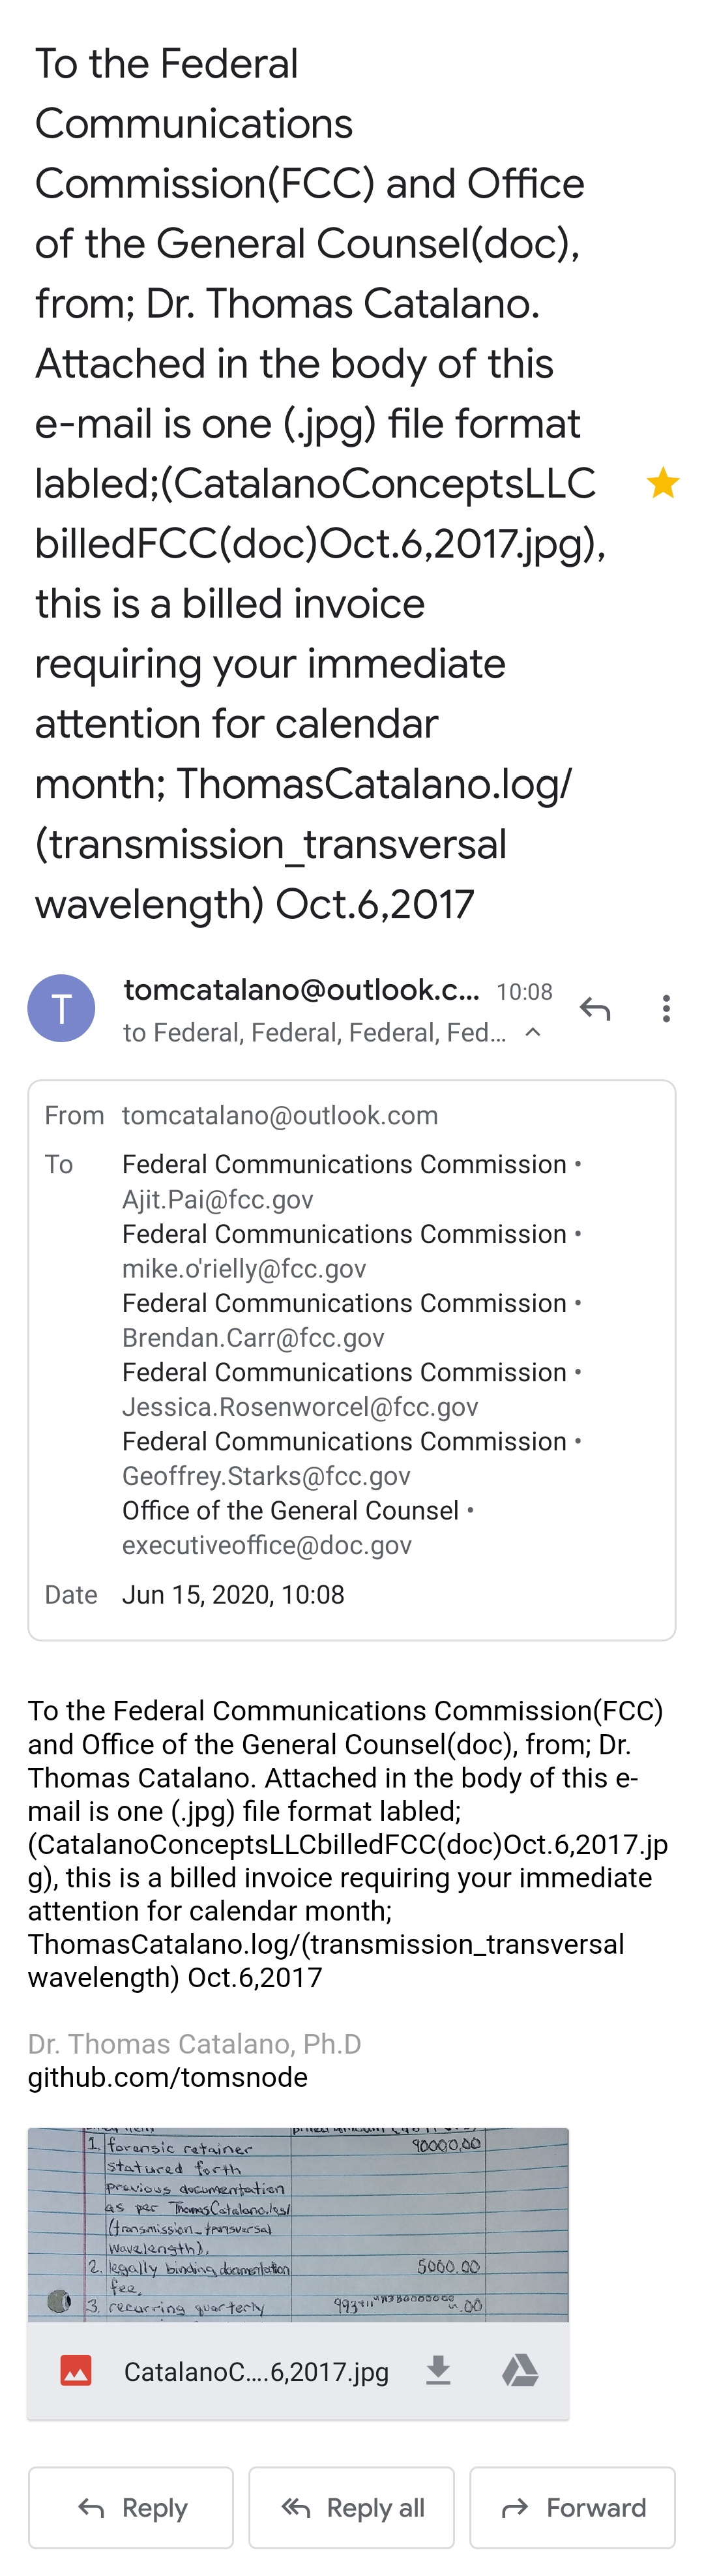 To the Federal
Communications
Commission(FCC) and Office
of the General Counsel(doc),
from; Dr. Thomas Catalano.
Attached in the body of this
e-mail is one (.jpg) file format
labled;(CatalanoConceptsLLC
billedFCC(doc)Oct.6,2017.jpg),
this is a billed invoice
requiring your immediate
attention for calendar
month; ThomasCatalano.log/
(transmission_transversal
wavelength) Oct.6,2017
T
tomcatalano@outlook.c... 10:08
to Federal, Federal, Federal, Fed...
From tomcatalano@outlook.com
To Federal Communications Commission •
Ajit.Pai@fcc.gov
Federal Communications Commission •
mike.o'rielly@fcc.gov
Federal Communications Commission •
Brendan.Carr@fcc.gov
Federal Communications Commission •
Jessica.Rosenworcel@fcc.gov
Federal Communications Commission •
Geoffrey.Starks@fcc.gov
Office of the General Counsel •
executiveoffice@doc.gov
Date Jun 15, 2020, 10:08
To the Federal Communications Commission(FCC)
and Office of the General Counsel(doc), from; Dr.
Thomas Catalano. Attached in the body of this e-
mail is one (.jpg) file format labled;
(CatalanoConceptsLLCbilledFCC(doc)Oct.6,2017.jp
g), this is a billed invoice requiring your immediate
attention for calendar month;
ThomasCatalano.log/(transmission_transversal
wavelength) Oct.6,2017
Dr. Thomas Catalano, Ph.D
github.com/tomsnode
1. forensic retainer 90000.00
statured forth
previous documentation
as per ThomasCatalano.log/
(transmission_transversal
wavelength).
2. legally binding documentation 5000.00
fee.
3. recurring quarterly .00
CatalanoC....6,2017.jpg
Reply
Reply all
Forward